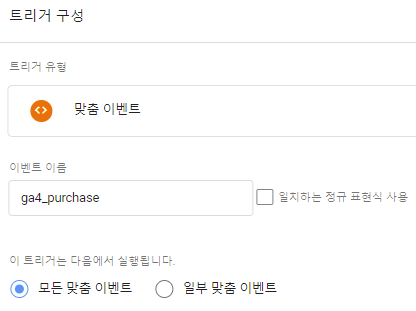 트리거 구성
트리거 유형
맞춤 이벤트
이벤트 이름
ga4_purchase
일치하는 정규 표현식 사용
이 트리거는 다음에서 실행됩니다.
모든 맞춤 이벤트
일부 맞춤 이벤트